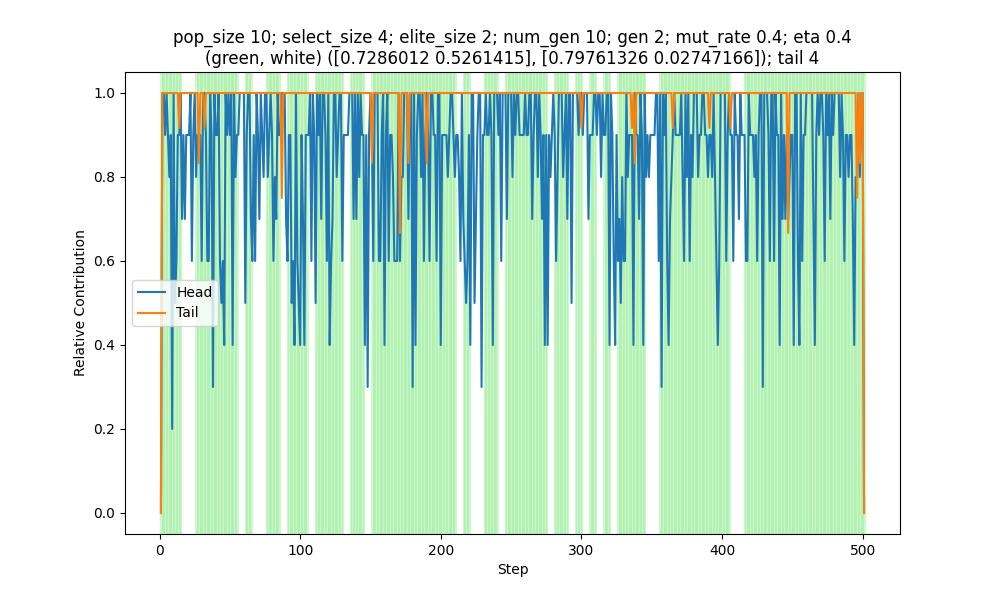 pop_size 10; select_size 4; elite_size 2; num_gen 10; gen 2; mut_rate 0.4; eta 0.4
(green, white) ([0.7286012 0.5261415], [0.79761326 0.02747166]); tail 4
1.0
0.8
0.6
0.4
0.2
0.0
Relative Contribution
Head
Tail
0
100
200
300
400
500
Step